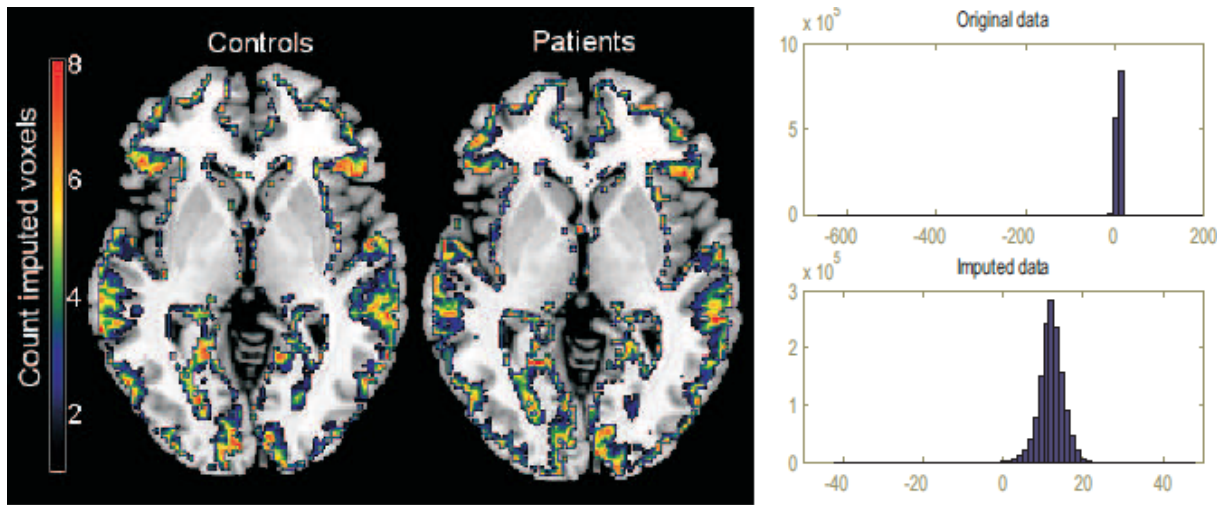 Controls
Patients
Count imputed voxels
8
6
4
2
Original data
x 10^5
10
5
0
-600 -400 -200 0 200
Imputed data
x 10^5
3
2
1
0
-40 -20 0 20 40